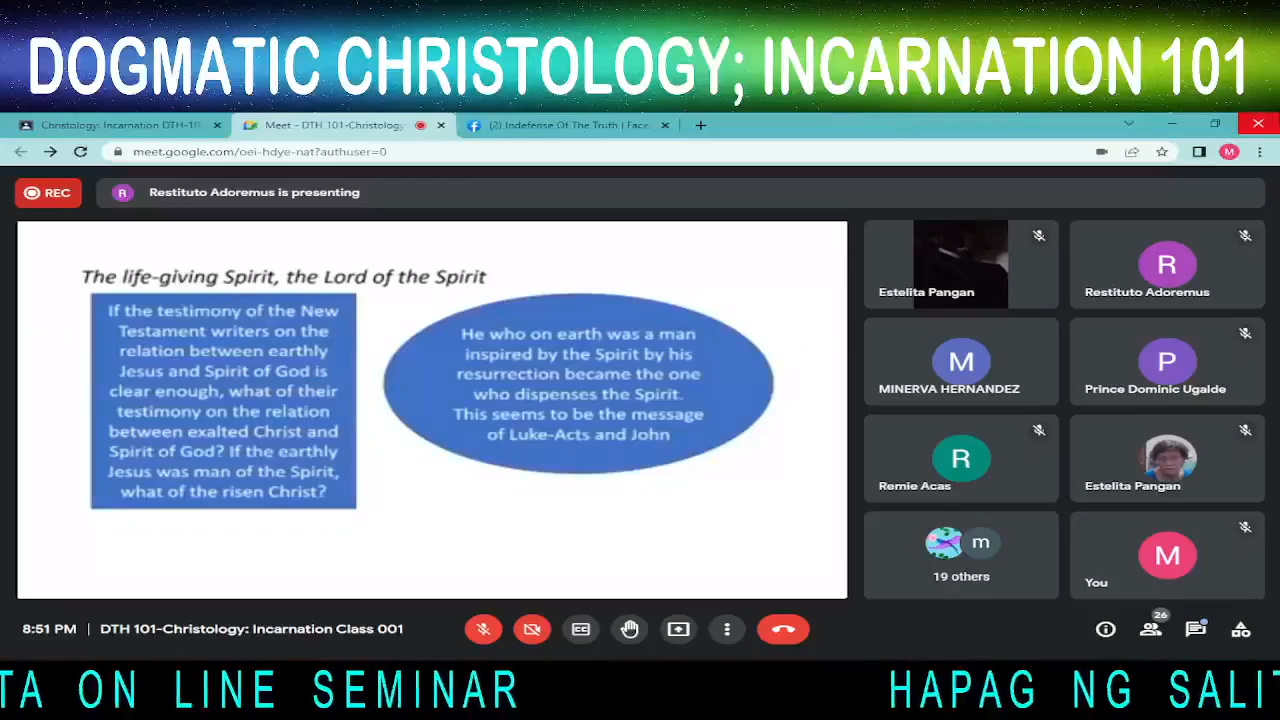 DOGMATIC CHRISTOLOGY; INCARNATION 101
Christology: Incarnation DTH-10
Meet - DTH 101-Christology
(2) Indefense Of The Truth | Face
meet.google.com/oei-hdye-nat?authuser=0
M
REC
R
Restituto Adoremus is presenting
The life-giving Spirit, the Lord of the Spirit
If the testimony of the New
Testament writers on the
relation between earthly
Jesus and Spirit of God is
clear enough, what of their
testimony on the relation
between exalted Christ and
Spirit of God? If the earthly
Jesus was man of the Spirit,
what of the risen Christ?
He who on earth was a man
inspired by the Spirit by his
resurrection became the one
who dispenses the Spirit.
This seems to be the message
of Luke-Acts and John
Estelita Pangan
R
Restituto Adoremus
M
MINERVA HERNANDEZ
P
Prince Dominic Ugalde
R
Remie Acas
Estelita Pangan
m
19 others
M
You
8:51 PM | DTH 101-Christology: Incarnation Class 001
CC
26
TA ON LINE SEMINAR
HAPAG NG SALIT